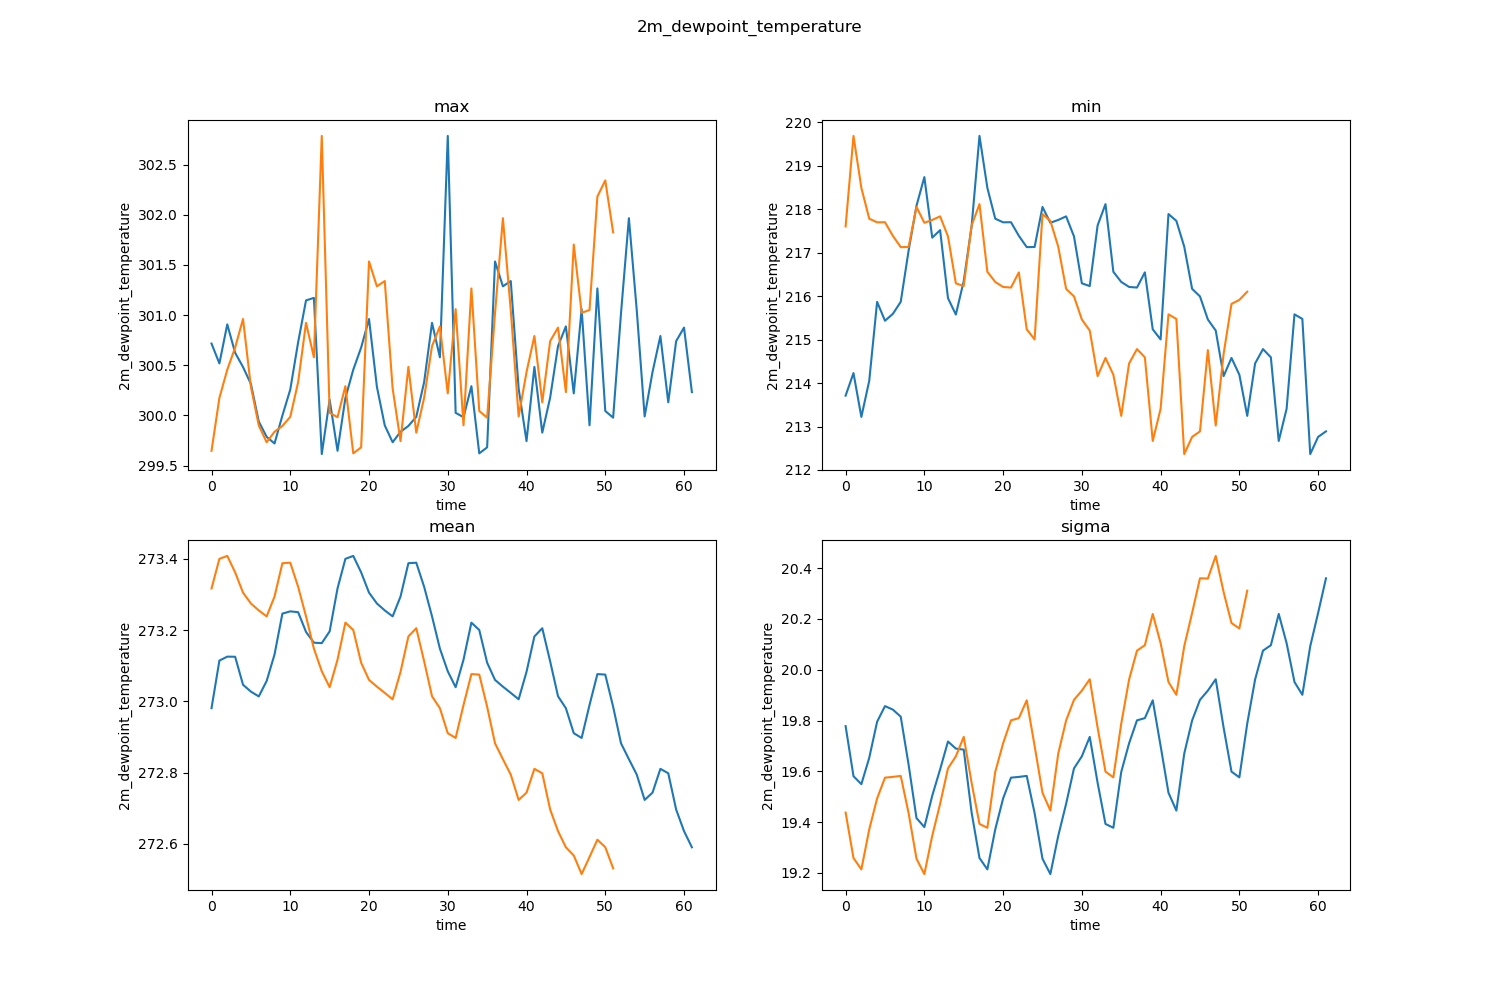 2m_dewpoint_temperature
max
2m_dewpoint_temperature
302.5
302.0
301.5
301.0
300.5
300.0
299.5
0 10 20 30 40 50 60
time
min
2m_dewpoint_temperature
220
219
218
217
216
215
214
213
212
0 10 20 30 40 50 60
time
mean
2m_dewpoint_temperature
273.4
273.2
273.0
272.8
272.6
0 10 20 30 40 50 60
time
sigma
2m_dewpoint_temperature
20.4
20.2
20.0
19.8
19.6
19.4
19.2
0 10 20 30 40 50 60
time